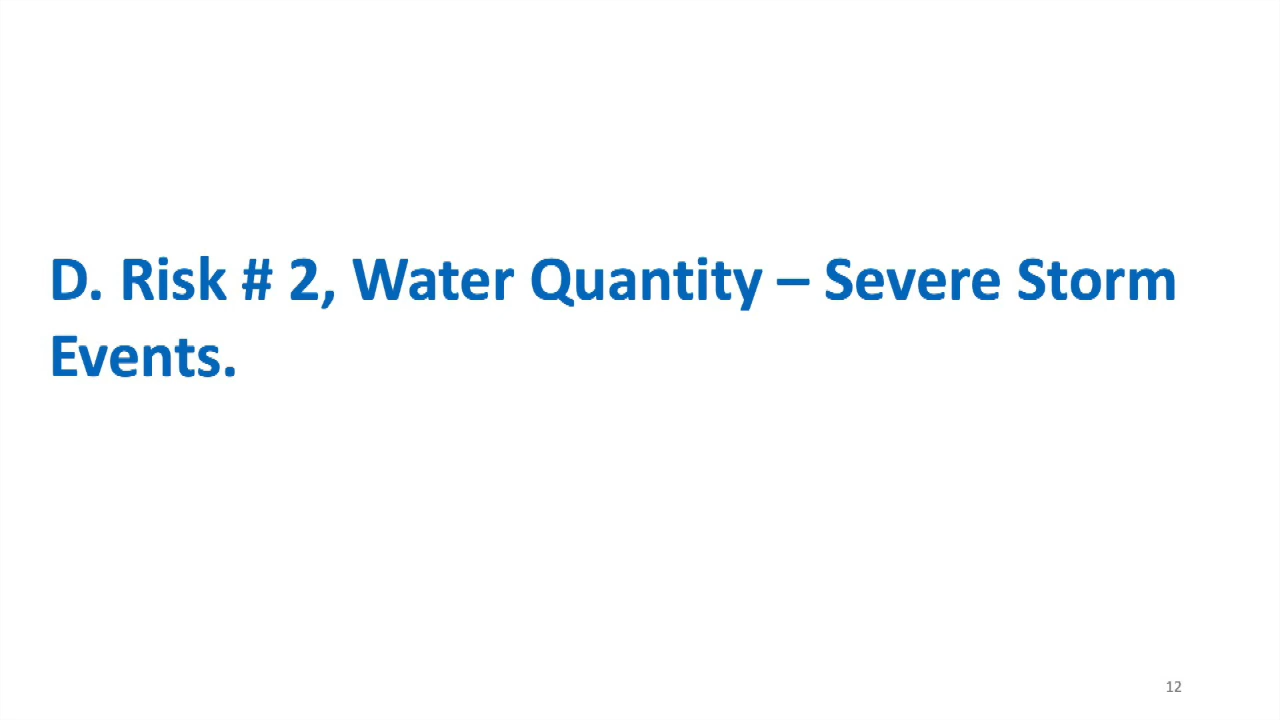 D. Risk # 2, Water Quantity – Severe Storm
Events.
12